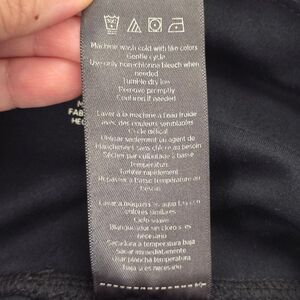 M
FAB
HEC
Machine wash cold with like colors
Gentle cycle
Use only non-chlorine bleach when
needed
Tumble dry low
Remove promptly
Cool iron if needed
Laver à la machine à l'eau froide
avec des couleurs semblables
Cycle délicat
Utiliser seulement un agent de
blanchiment sans chlore au besoin
Sécher par culbutage à basse
température
Retirer rapidement
Repasser à basse température au
besoin
Lavar a máquina en agua fría con
colores similares
Ciclo suave
Blanqueador sin cloro si es
necesario
Secadora a temperatura baja
Sacar inmediatamente
Usar plancha temperatura
baja si es necesario